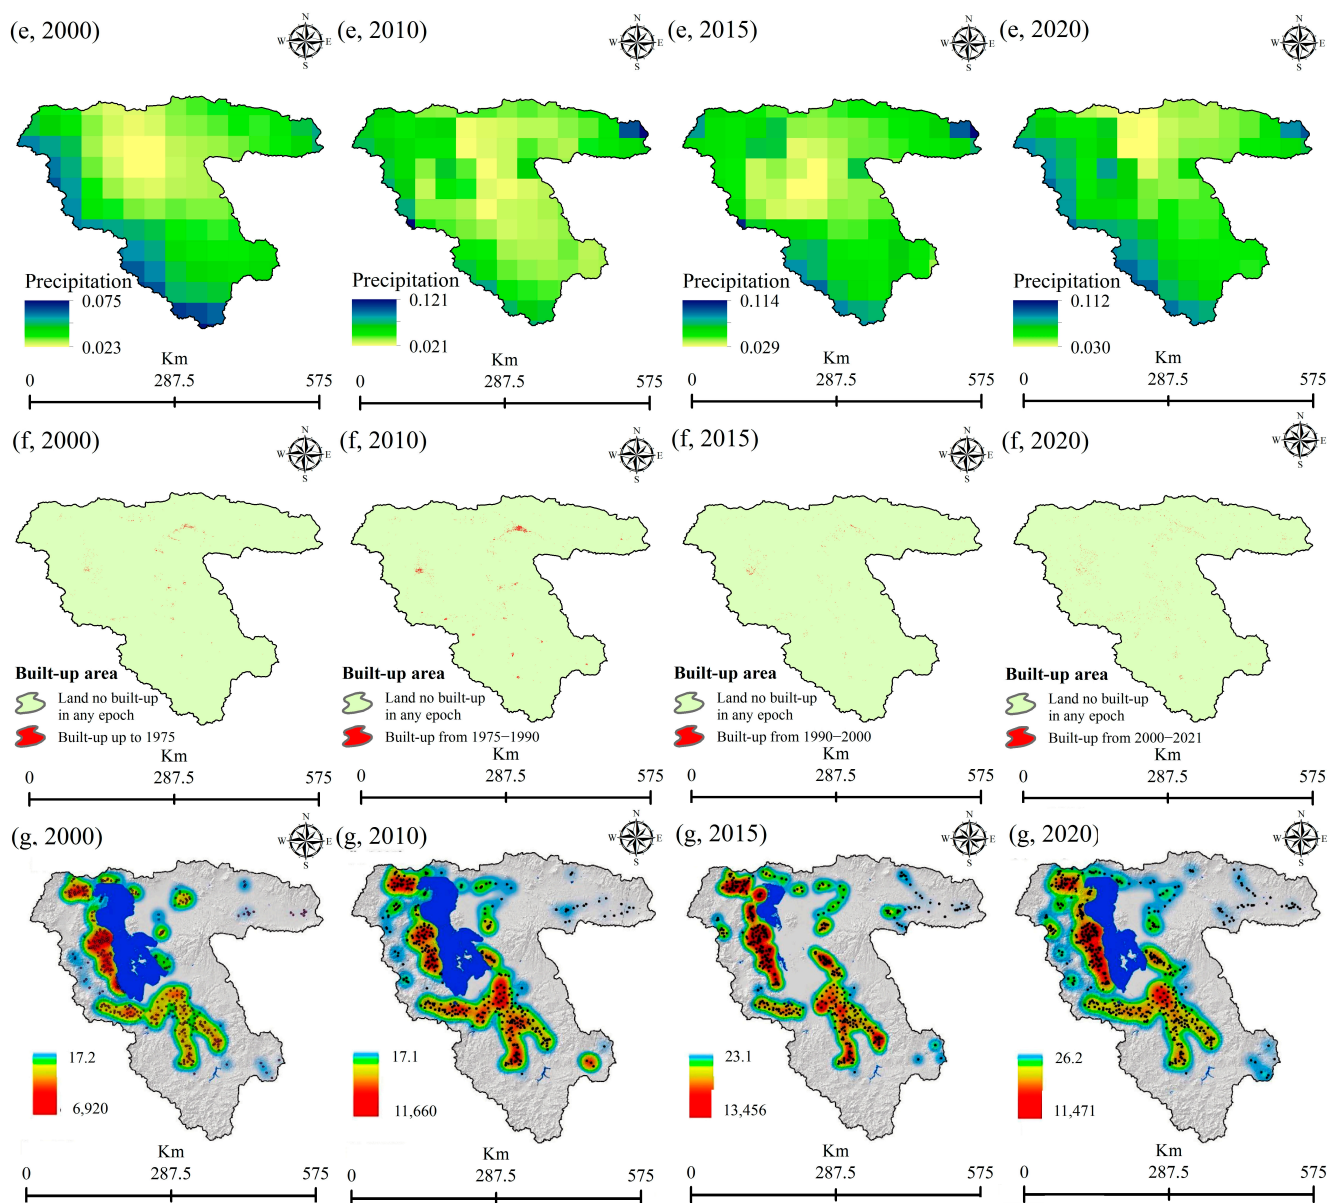 (e, 2000)
N
W E
S
(e, 2010)
N
W E
S
(e, 2015)
N
W E
S
(e, 2020)
N
W E
S
Precipitation
0.075
0.023
Precipitation
0.121
0.021
Precipitation
0.114
0.029
Precipitation
0.112
0.030
Km
0 287.5 575
Km
0 287.5 575
Km
0 287.5 575
Km
0 287.5 575
(f, 2000)
N
W E
S
(f, 2010)
N
W E
S
(f, 2015)
N
W E
S
(f, 2020)
N
W E
S
Built-up area
Land no built-up
in any epoch
Built-up up to 1975
Built-up area
Land no built-up
in any epoch
Built-up from 1975−1990
Built-up area
Land no built-up
in any epoch
Built-up from 1990−2000
Built-up area
Land no built-up
in any epoch
Built-up from 2000−2021
Km
0 287.5 575
Km
0 287.5 575
Km
0 287.5 575
Km
0 287.5 575
(g, 2000)
N
W E
S
(g, 2010)
N
W E
S
(g, 2015)
N
W E
S
(g, 2020)
N
W E
S
17.2
6,920
17.1
11,660
23.1
13,456
26.2
11,471
Km
0 287.5 575
Km
0 287.5 575
Km
0 287.5 575
Km
0 287.5 575